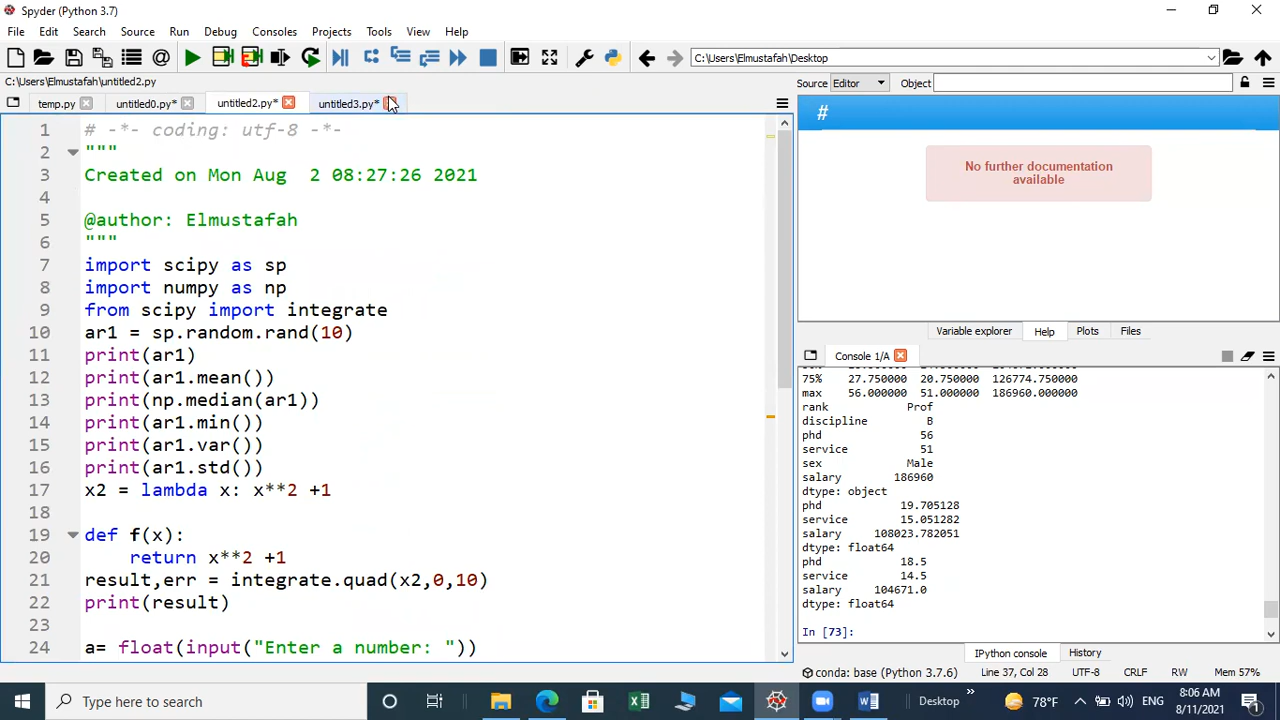 Spyder (Python 3.7)
File Edit Search Source Run Debug Consoles Projects Tools View Help
C:\Users\Elmustafah\Desktop
C:\Users\Elmustafah\untitled2.py
temp.py untitled0.py* untitled2.py* untitled3.py*
1 # -*- coding: utf-8 -*-
2 """
3 Created on Mon Aug  2 08:27:26 2021
4
5 @author: Elmustafah
6 """
7 import scipy as sp
8 import numpy as np
9 from scipy import integrate
10 ar1 = sp.random.rand(10)
11 print(ar1)
12 print(ar1.mean())
13 print(np.median(ar1))
14 print(ar1.min())
15 print(ar1.var())
16 print(ar1.std())
17 x2 = lambda x: x**2 +1
18
19 def f(x):
20     return x**2 +1
21 result,err = integrate.quad(x2,0,10)
22 print(result)
23
24 a= float(input("Enter a number: "))
Source Editor Object
#
No further documentation
available
Variable explorer Help Plots Files
Console 1/A
75% 27.750000 20.750000 126774.750000
max 56.000000 51.000000 186960.000000
rank Prof
discipline B
phd 56
service 51
sex Male
salary 186960
dtype: object
phd 19.705128
service 15.051282
salary 108023.782051
dtype: float64
phd 18.5
service 14.5
salary 104671.0
dtype: float64
In [73]:
IPython console History
conda: base (Python 3.7.6) Line 37, Col 28 UTF-8 CRLF RW Mem 57%
Type here to search
Desktop
78°F
ENG
8:06 AM
8/11/2021
1